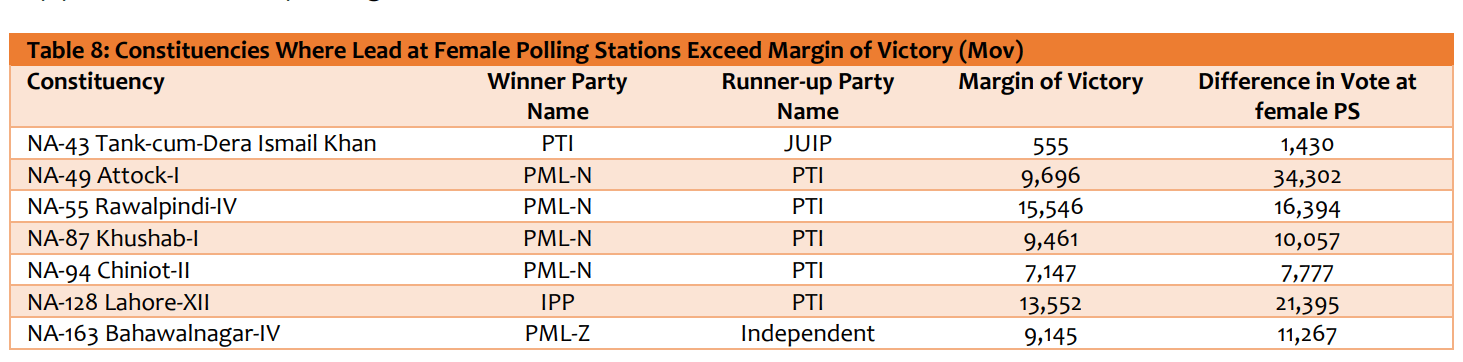 Table 8: Constituencies Where Lead at Female Polling Stations Exceed Margin of Victory (Mov)
Constituency Winner Party Name Runner-up Party Name Margin of Victory Difference in Vote at female PS
NA-43 Tank-cum-Dera Ismail Khan PTI JUIP 555 1,430
NA-49 Attock-I PML-N PTI 9,696 34,302
NA-55 Rawalpindi-IV PML-N PTI 15,546 16,394
NA-87 Khushab-I PML-N PTI 9,461 10,057
NA-94 Chiniot-II PML-N PTI 7,147 7,777
NA-128 Lahore-XII IPP PTI 13,552 21,395
NA-163 Bahawalnagar-IV PML-Z Independent 9,145 11,267